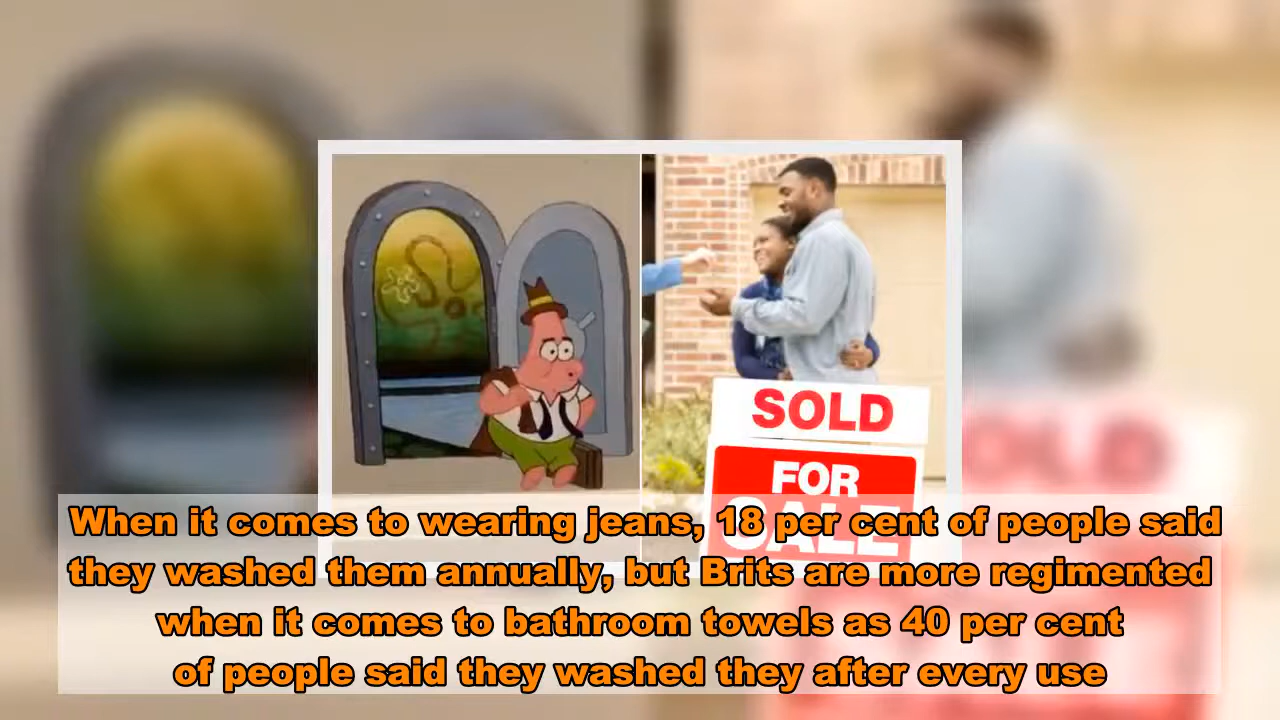 SOLD
FOR
SALE
When it comes to wearing jeans, 18 per cent of people said
they washed them annually, but Brits are more regimented
when it comes to bathroom towels as 40 per cent
of people said they washed they after every use